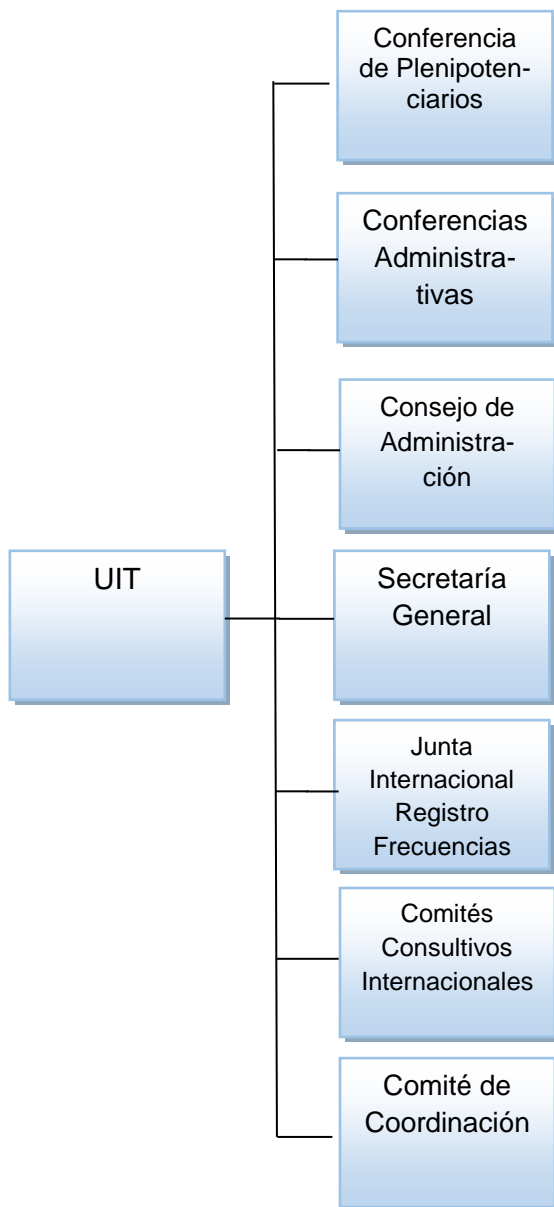 Conferencia
de Plenipoten-
ciarios
Conferencias
Administra-
tivas
Consejo de
Administra-
ción
UIT
Secretaría
General
Junta
Internacional
Registro
Frecuencias
Comités
Consultivos
Internacionales
Comité de
Coordinación